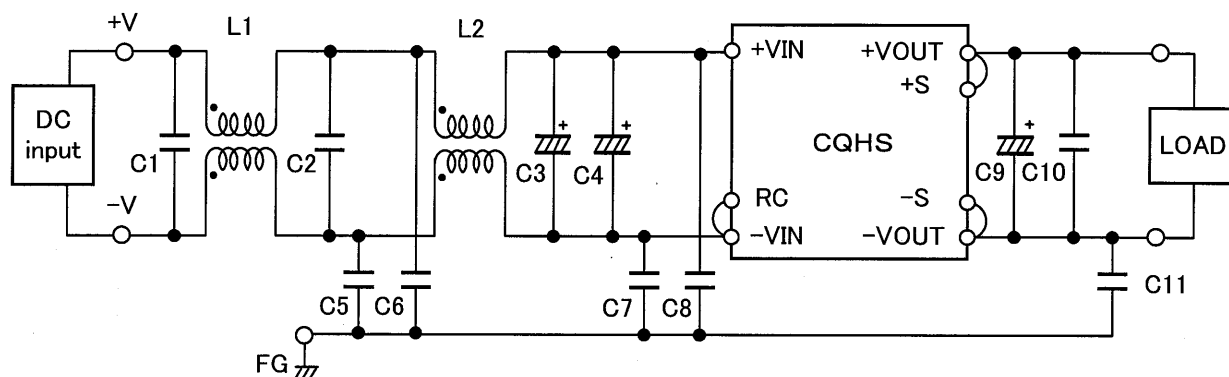 +V
L1
L2
+VIN
+VOUT
+S
DC
input
C1
C2
+
C3
+
C4
CQHS
+
C9
C10
LOAD
RC
-S
-V
-VIN
-VOUT
C5
C6
C7
C8
C11
FG